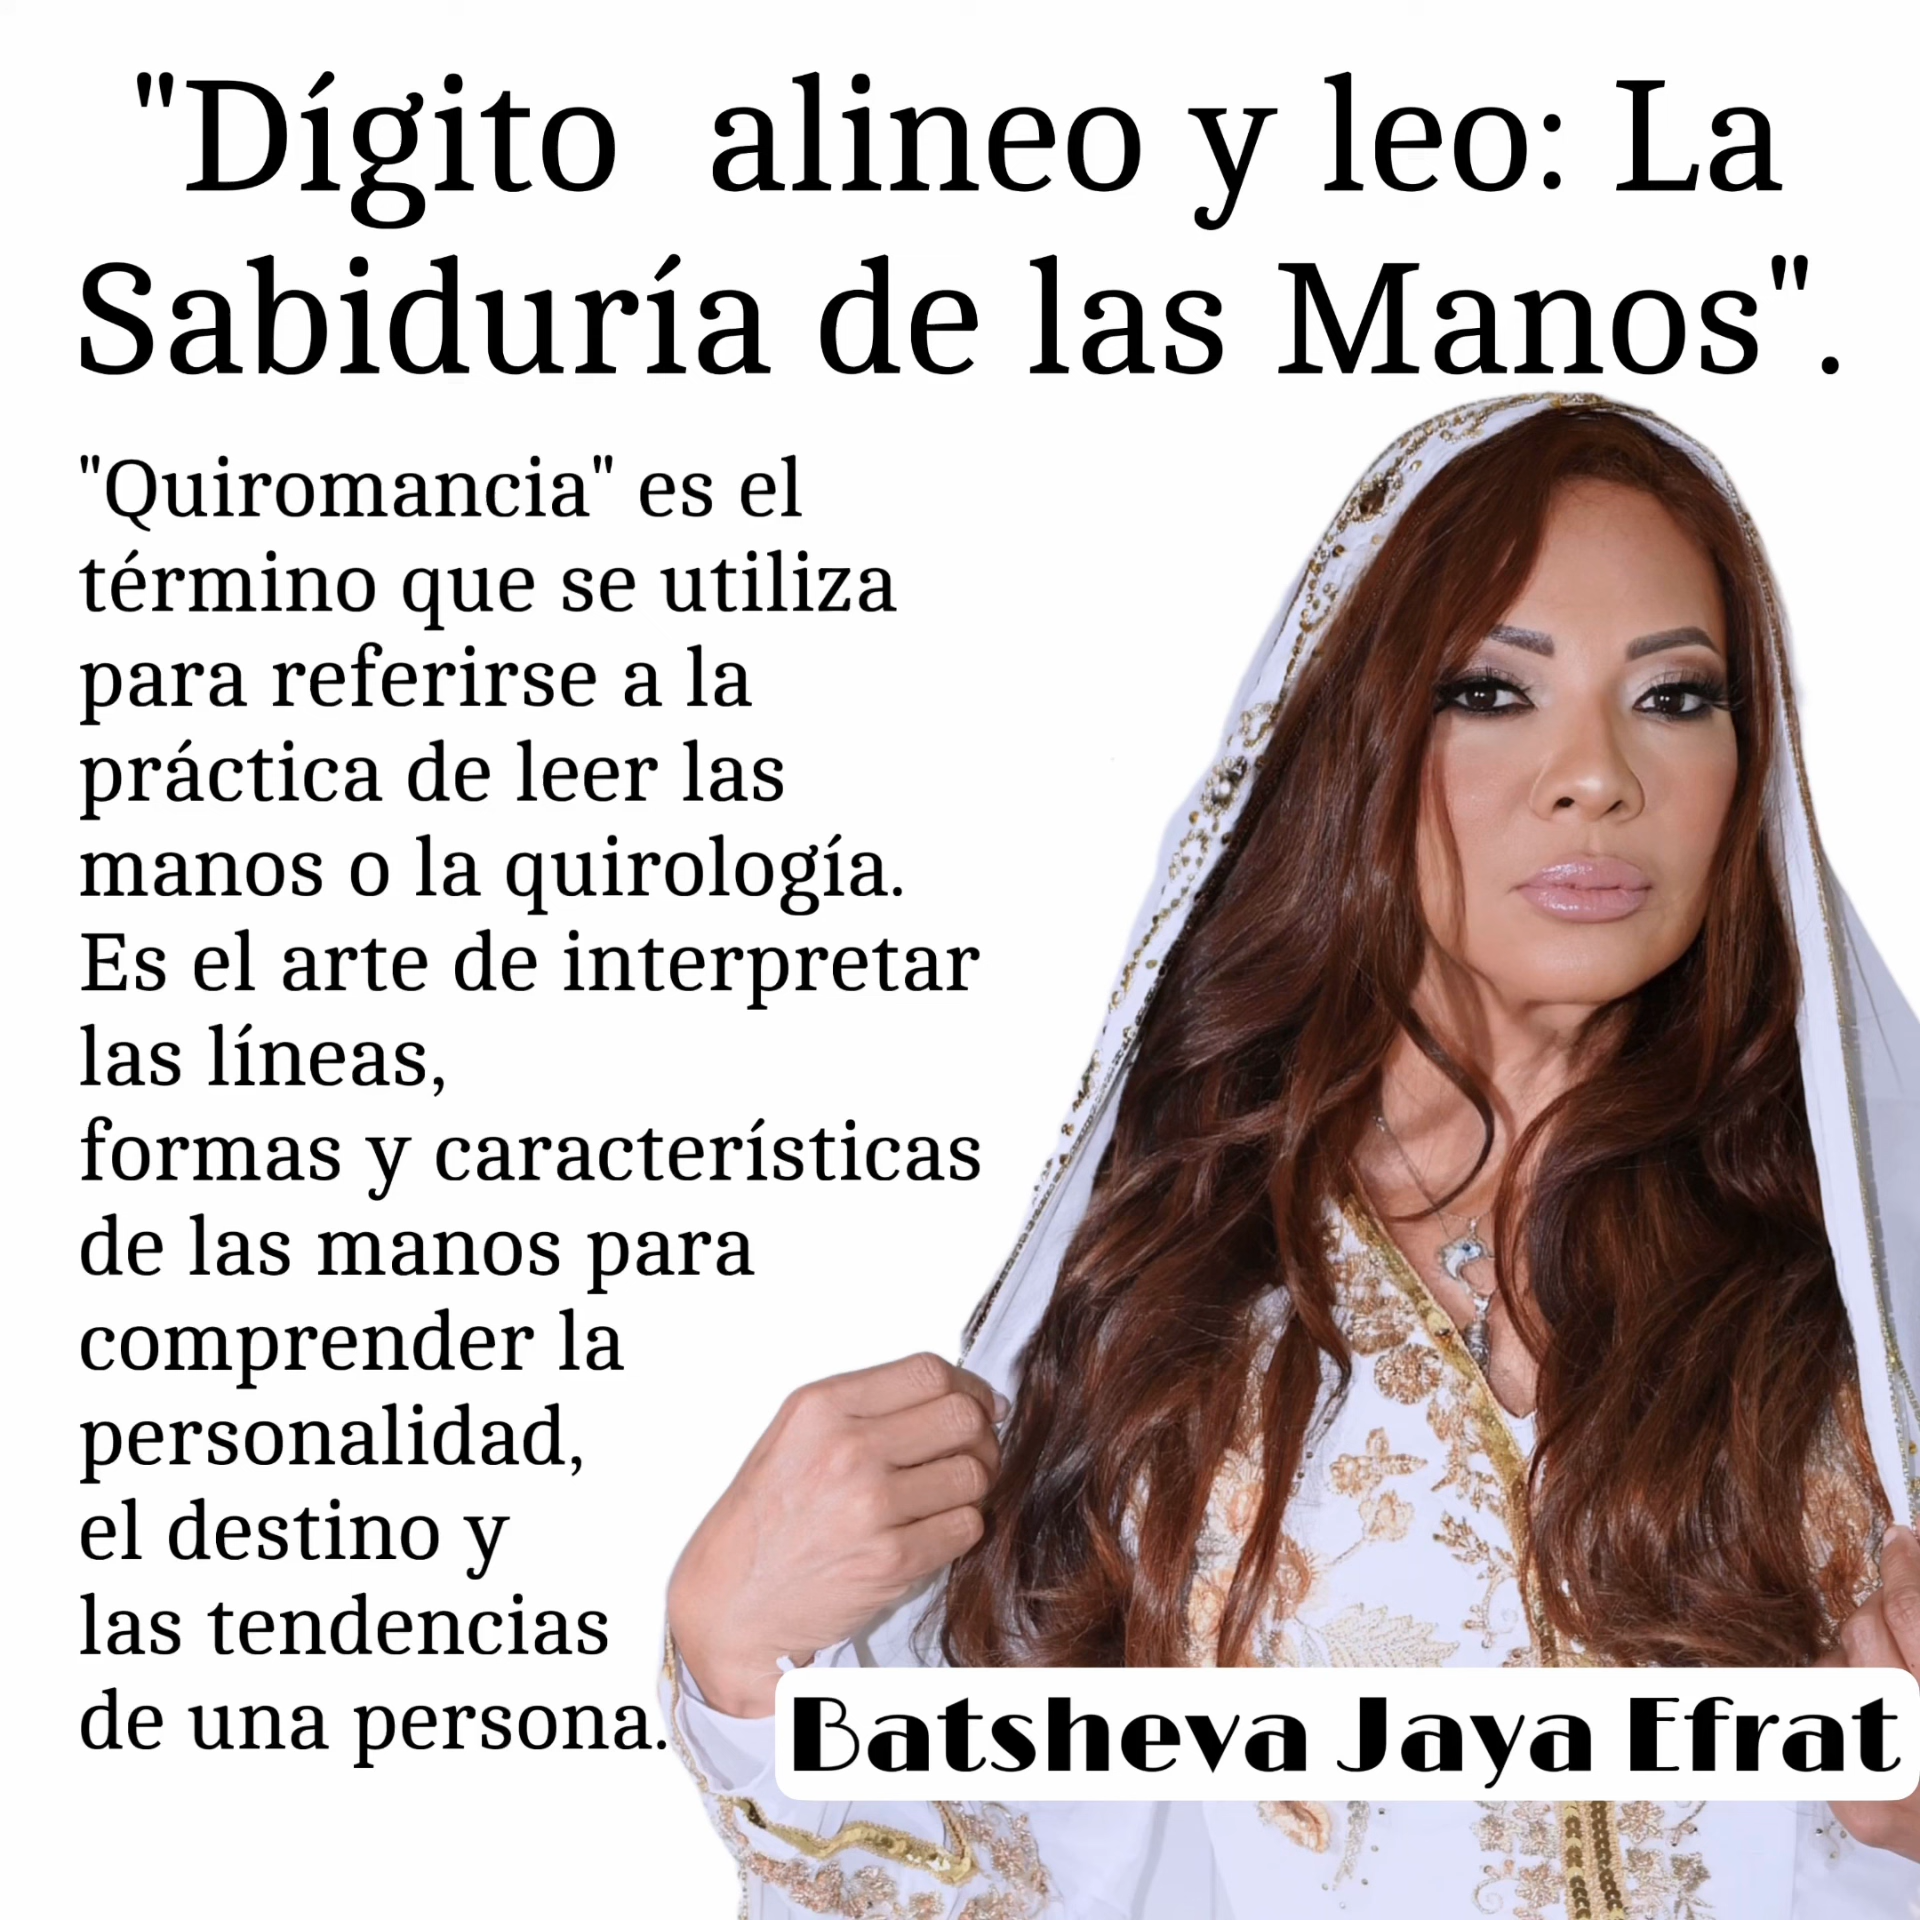 "Dígito  alineo y leo: La
Sabiduría de las Manos".
"Quiromancia" es el
término que se utiliza
para referirse a la
práctica de leer las
manos o la quirología.
Es el arte de interpretar
las líneas,
formas y características
de las manos para
comprender la
personalidad,
el destino y
las tendencias
de una persona.
Batsheva Jaya Efrat